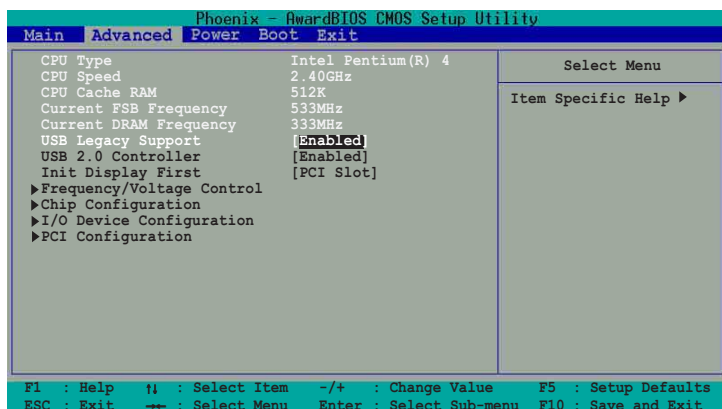 Phoenix - AwardBIOS CMOS Setup Utility
Main Advanced Power Boot Exit
CPU Type Intel Pentium(R) 4
CPU Speed 2.40GHz
CPU Cache RAM 512K
Current FSB Frequency 533MHz
Current DRAM Frequency 333MHz
USB Legacy Support [Enabled]
USB 2.0 Controller [Enabled]
Init Display First [PCI Slot]
▶Frequency/Voltage Control
▶Chip Configuration
▶I/O Device Configuration
▶PCI Configuration
Select Menu
Item Specific Help ▶
F1 : Help ↑↓ : Select Item -/+ : Change Value F5 : Setup Defaults
ESC : Exit →← : Select Menu Enter : Select Sub-menu F10 : Save and Exit